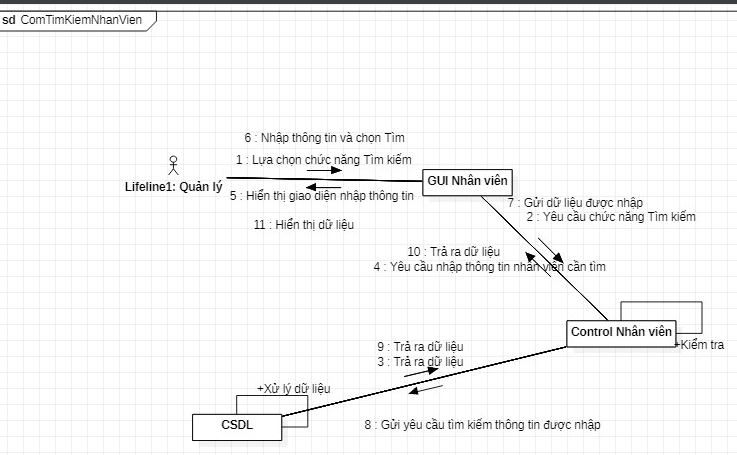 sd ComTimKiemNhanVien
6 : Nhập thông tin và chọn Tìm
1 : Lựa chọn chức năng Tìm kiếm
Lifeline1: Quản lý
GUI Nhân viên
5 : Hiển thị giao diện nhập thông tin
7 : Gửi dữ liệu được nhập
2 : Yêu cầu chức năng Tìm kiếm
11 : Hiển thị dữ liệu
10 : Trả ra dữ liệu
4 : Yêu cầu nhập thông tin nhân viên cần tìm
Control Nhân viên
+Kiểm tra
9 : Trả ra dữ liệu
3 : Trả ra dữ liệu
+Xử lý dữ liệu
CSDL
8 : Gửi yêu cầu tìm kiếm thông tin được nhập